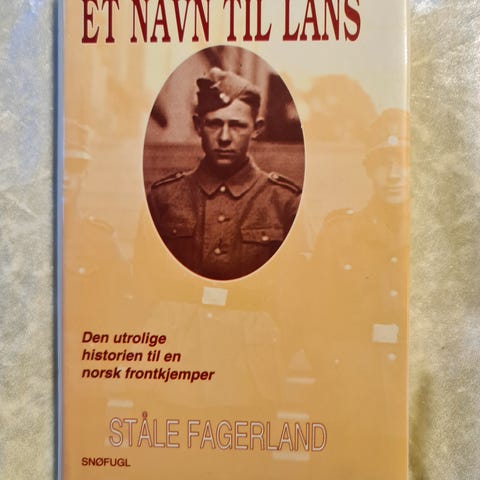 ET NAVN TIL LANS
Den utrolige
historien til en
norsk frontkjemper
STÅLE FAGERLAND
SNØFUGL